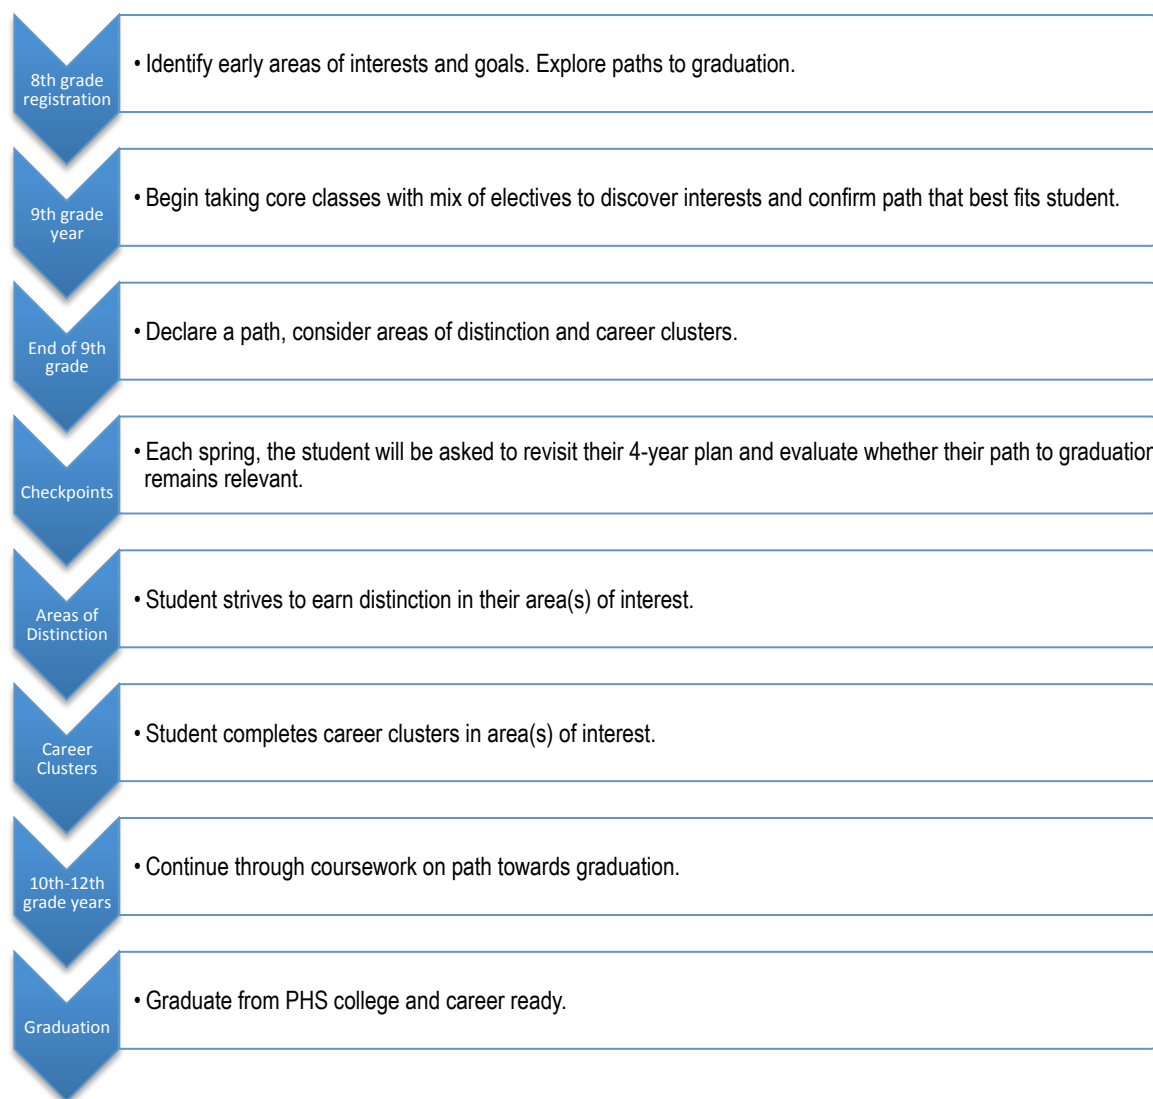 8th grade
registration
• Identify early areas of interests and goals. Explore paths to graduation.
9th grade
year
• Begin taking core classes with mix of electives to discover interests and confirm path that best fits student.
End of 9th
grade
• Declare a path, consider areas of distinction and career clusters.
Checkpoints
• Each spring, the student will be asked to revisit their 4-year plan and evaluate whether their path to graduation
remains relevant.
Areas of
Distinction
• Student strives to earn distinction in their area(s) of interest.
Career
Clusters
• Student completes career clusters in area(s) of interest.
10th-12th
grade years
• Continue through coursework on path towards graduation.
Graduation
• Graduate from PHS college and career ready.